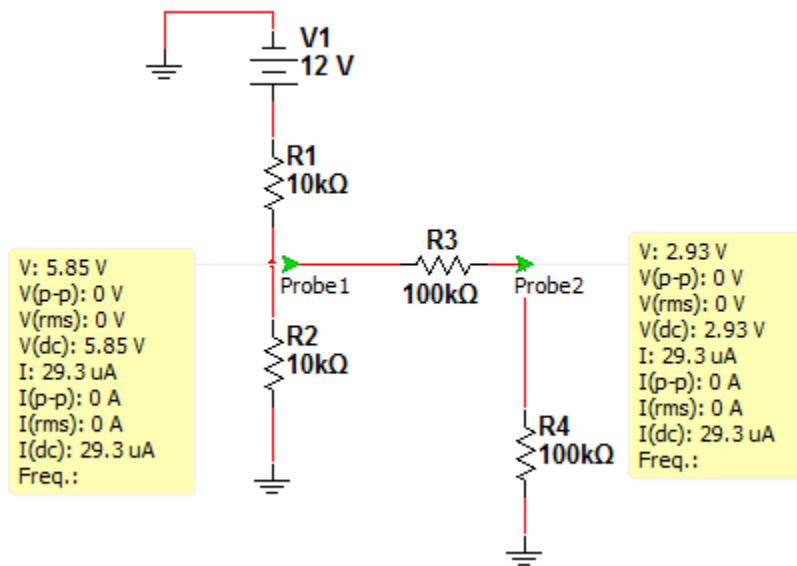 V1
12 V
R1
10kΩ
V: 5.85 V
V(p-p): 0 V
V(rms): 0 V
V(dc): 5.85 V
I: 29.3 uA
I(p-p): 0 A
I(rms): 0 A
I(dc): 29.3 uA
Freq.:
Probe1
R2
10kΩ
R3
100kΩ
Probe2
R4
100kΩ
V: 2.93 V
V(p-p): 0 V
V(rms): 0 V
V(dc): 2.93 V
I: 29.3 uA
I(p-p): 0 A
I(rms): 0 A
I(dc): 29.3 uA
Freq.: